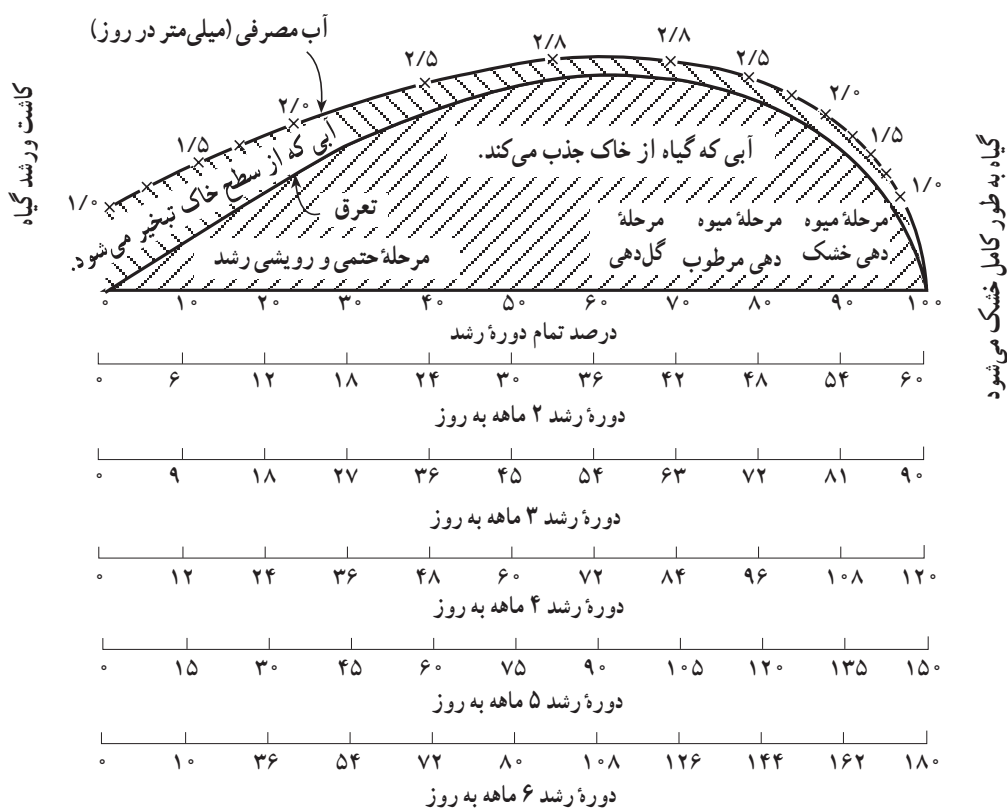 آب مصرفی (میلی‌متر در روز)
۱/۰ ۱/۵ ۲/۰ ۲/۵ ۲/۸ ۲/۸ ۲/۵ ۲/۰ ۱/۵ ۱/۰
کاشت ورشد گیاه
گیاه به طور کامل خشک می‌شود
آبی که از سطح خاک تبخیر می‌شود.
آبی که گیاه از خاک جذب می‌کند.
تعرق
مرحلهٔ حتمی و رویشی رشد
مرحلهٔ
گل‌دهی
مرحلهٔ میوه
دهی مرطوب
مرحلهٔ میوه
دهی خشک
۰ ۱۰ ۲۰ ۳۰ ۴۰ ۵۰ ۶۰ ۷۰ ۸۰ ۹۰ ۱۰۰
درصد تمام دورهٔ رشد
۰ ۶ ۱۲ ۱۸ ۲۴ ۳۰ ۳۶ ۴۲ ۴۸ ۵۴ ۶۰
دورهٔ رشد ۲ ماهه به روز
۰ ۹ ۱۸ ۲۷ ۳۶ ۴۵ ۵۴ ۶۳ ۷۲ ۸۱ ۹۰
دورهٔ رشد ۳ ماهه به روز
۰ ۱۲ ۲۴ ۳۶ ۴۸ ۶۰ ۷۲ ۸۴ ۹۶ ۱۰۸ ۱۲۰
دورهٔ رشد ۴ ماهه به روز
۰ ۱۵ ۳۰ ۴۵ ۶۰ ۷۵ ۹۰ ۱۰۵ ۱۲۰ ۱۳۵ ۱۵۰
دورهٔ رشد ۵ ماهه به روز
۰ ۱۰ ۳۶ ۵۴ ۷۲ ۸۰ ۱۰۸ ۱۲۶ ۱۴۴ ۱۶۲ ۱۸۰
دورهٔ رشد ۶ ماهه به روز